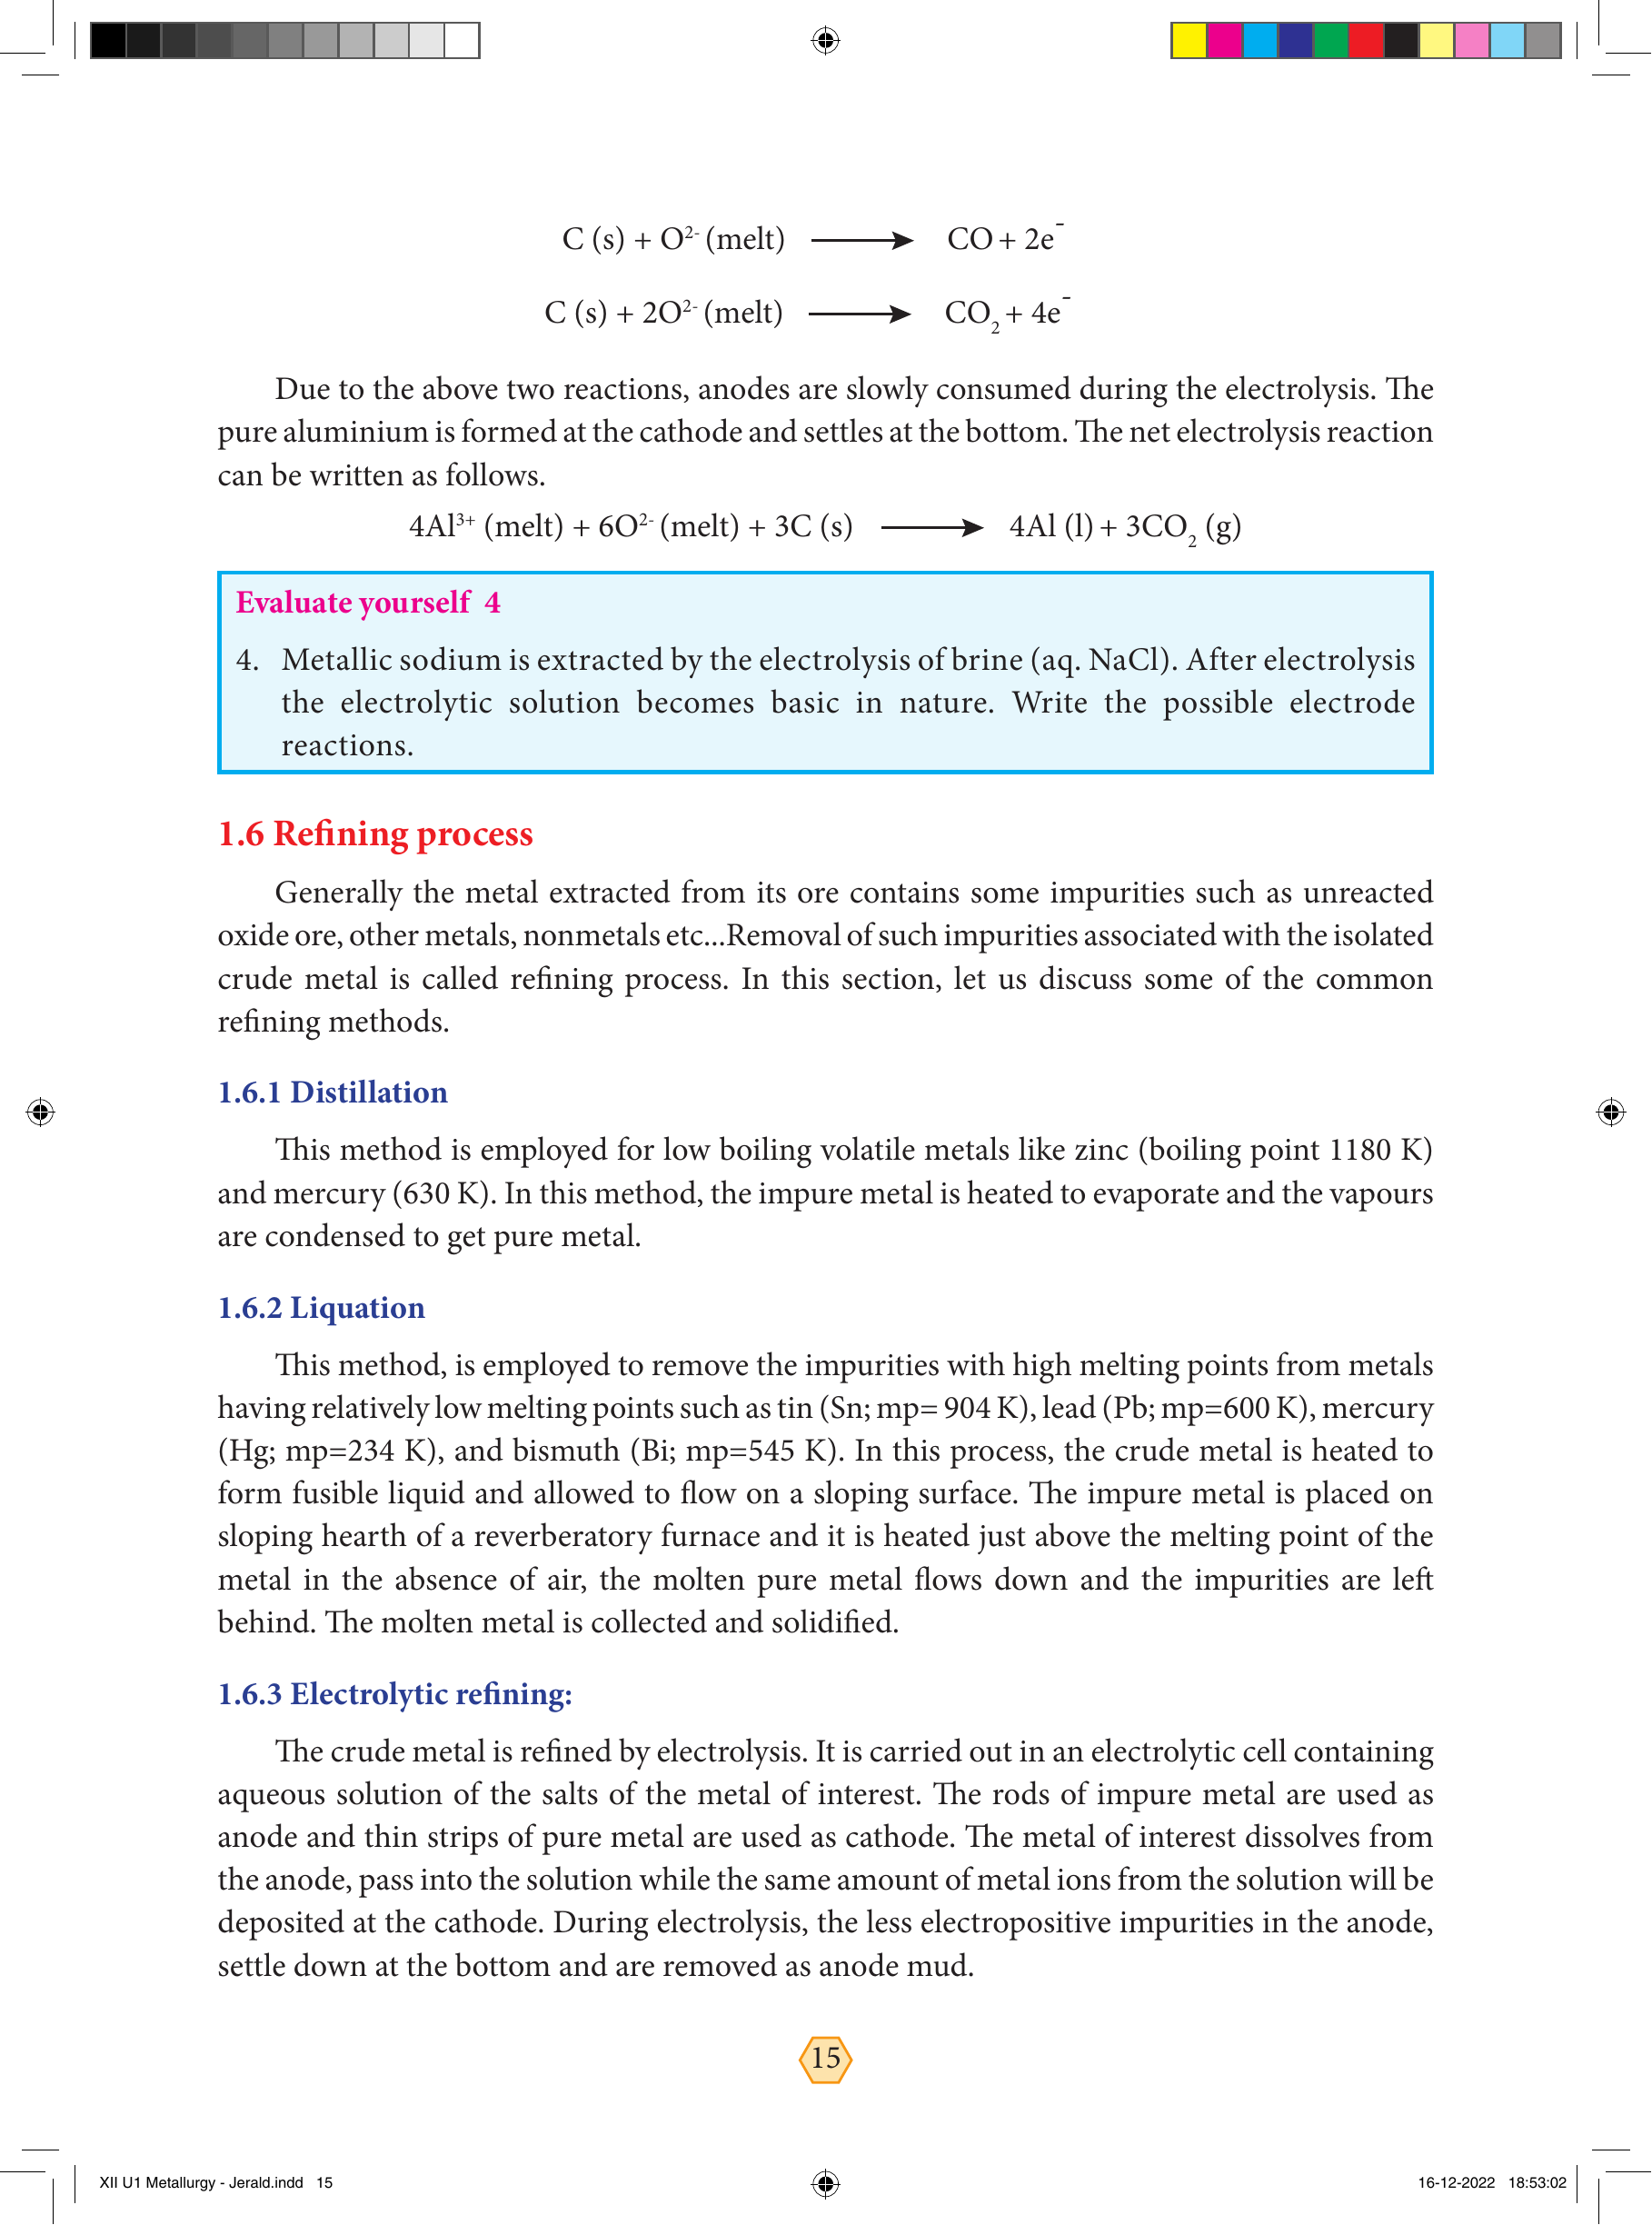 C (s) + O²⁻ (melt) ⟶ CO + 2e⁻
C (s) + 2O²⁻ (melt) ⟶ CO₂ + 4e⁻
Due to the above two reactions, anodes are slowly consumed during the electrolysis. The
pure aluminium is formed at the cathode and settles at the bottom. The net electrolysis reaction
can be written as follows.
4Al³⁺ (melt) + 6O²⁻ (melt) + 3C (s) ⟶ 4Al (l) + 3CO₂ (g)
Evaluate yourself 4
4. Metallic sodium is extracted by the electrolysis of brine (aq. NaCl). After electrolysis
the electrolytic solution becomes basic in nature. Write the possible electrode
reactions.
1.6 Refining process
Generally the metal extracted from its ore contains some impurities such as unreacted
oxide ore, other metals, nonmetals etc...Removal of such impurities associated with the isolated
crude metal is called refining process. In this section, let us discuss some of the common
refining methods.
1.6.1 Distillation
This method is employed for low boiling volatile metals like zinc (boiling point 1180 K)
and mercury (630 K). In this method, the impure metal is heated to evaporate and the vapours
are condensed to get pure metal.
1.6.2 Liquation
This method, is employed to remove the impurities with high melting points from metals
having relatively low melting points such as tin (Sn; mp= 904 K), lead (Pb; mp=600 K), mercury
(Hg; mp=234 K), and bismuth (Bi; mp=545 K). In this process, the crude metal is heated to
form fusible liquid and allowed to flow on a sloping surface. The impure metal is placed on
sloping hearth of a reverberatory furnace and it is heated just above the melting point of the
metal in the absence of air, the molten pure metal flows down and the impurities are left
behind. The molten metal is collected and solidified.
1.6.3 Electrolytic refining:
The crude metal is refined by electrolysis. It is carried out in an electrolytic cell containing
aqueous solution of the salts of the metal of interest. The rods of impure metal are used as
anode and thin strips of pure metal are used as cathode. The metal of interest dissolves from
the anode, pass into the solution while the same amount of metal ions from the solution will be
deposited at the cathode. During electrolysis, the less electropositive impurities in the anode,
settle down at the bottom and are removed as anode mud.
15
XII U1 Metallurgy - Jerald.indd 15 16-12-2022 18:53:02